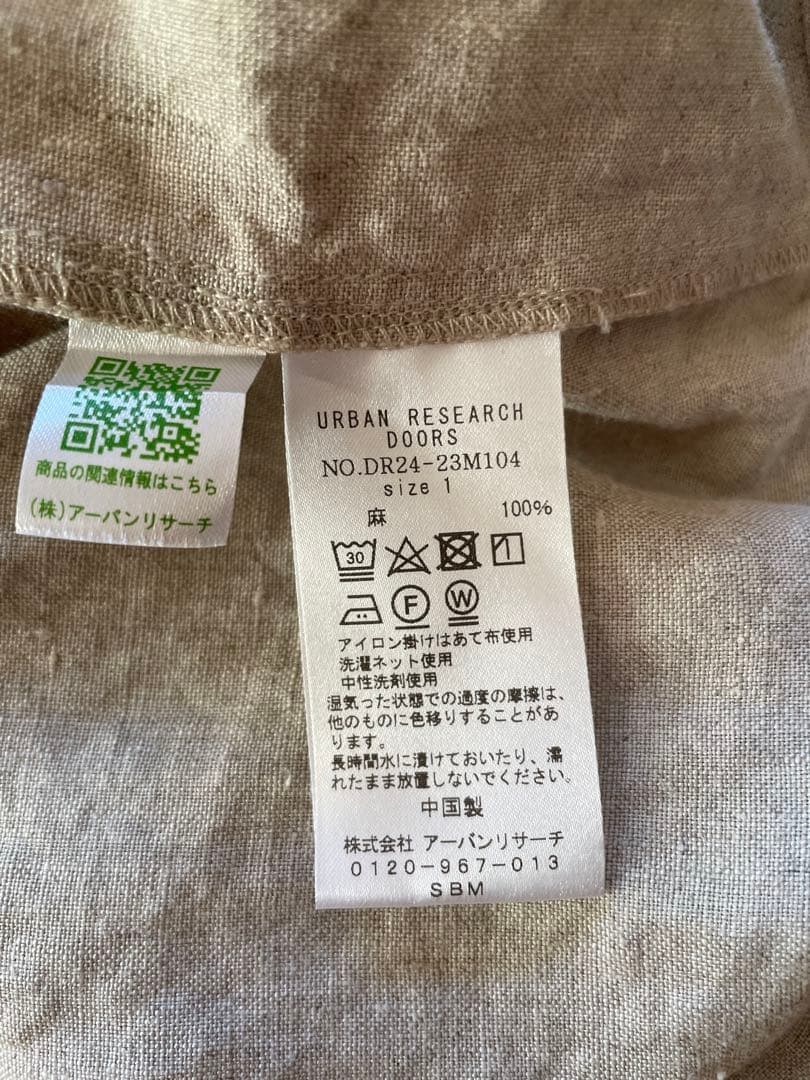 商品の関連情報はこちら
(株)アーバンリサーチ
URBAN RESEARCH
DOORS
NO.DR24-23M104
size 1
麻 100%
30
F W
アイロン掛けはあて布使用
洗濯ネット使用
中性洗剤使用
湿気った状態での過度の摩擦は、
他のものに色移りすることがあ
ります。
長時間水に漬けておいたり、濡
れたまま放置しないでください。
中国製
株式会社 アーバンリサーチ
0120-967-013
SBM